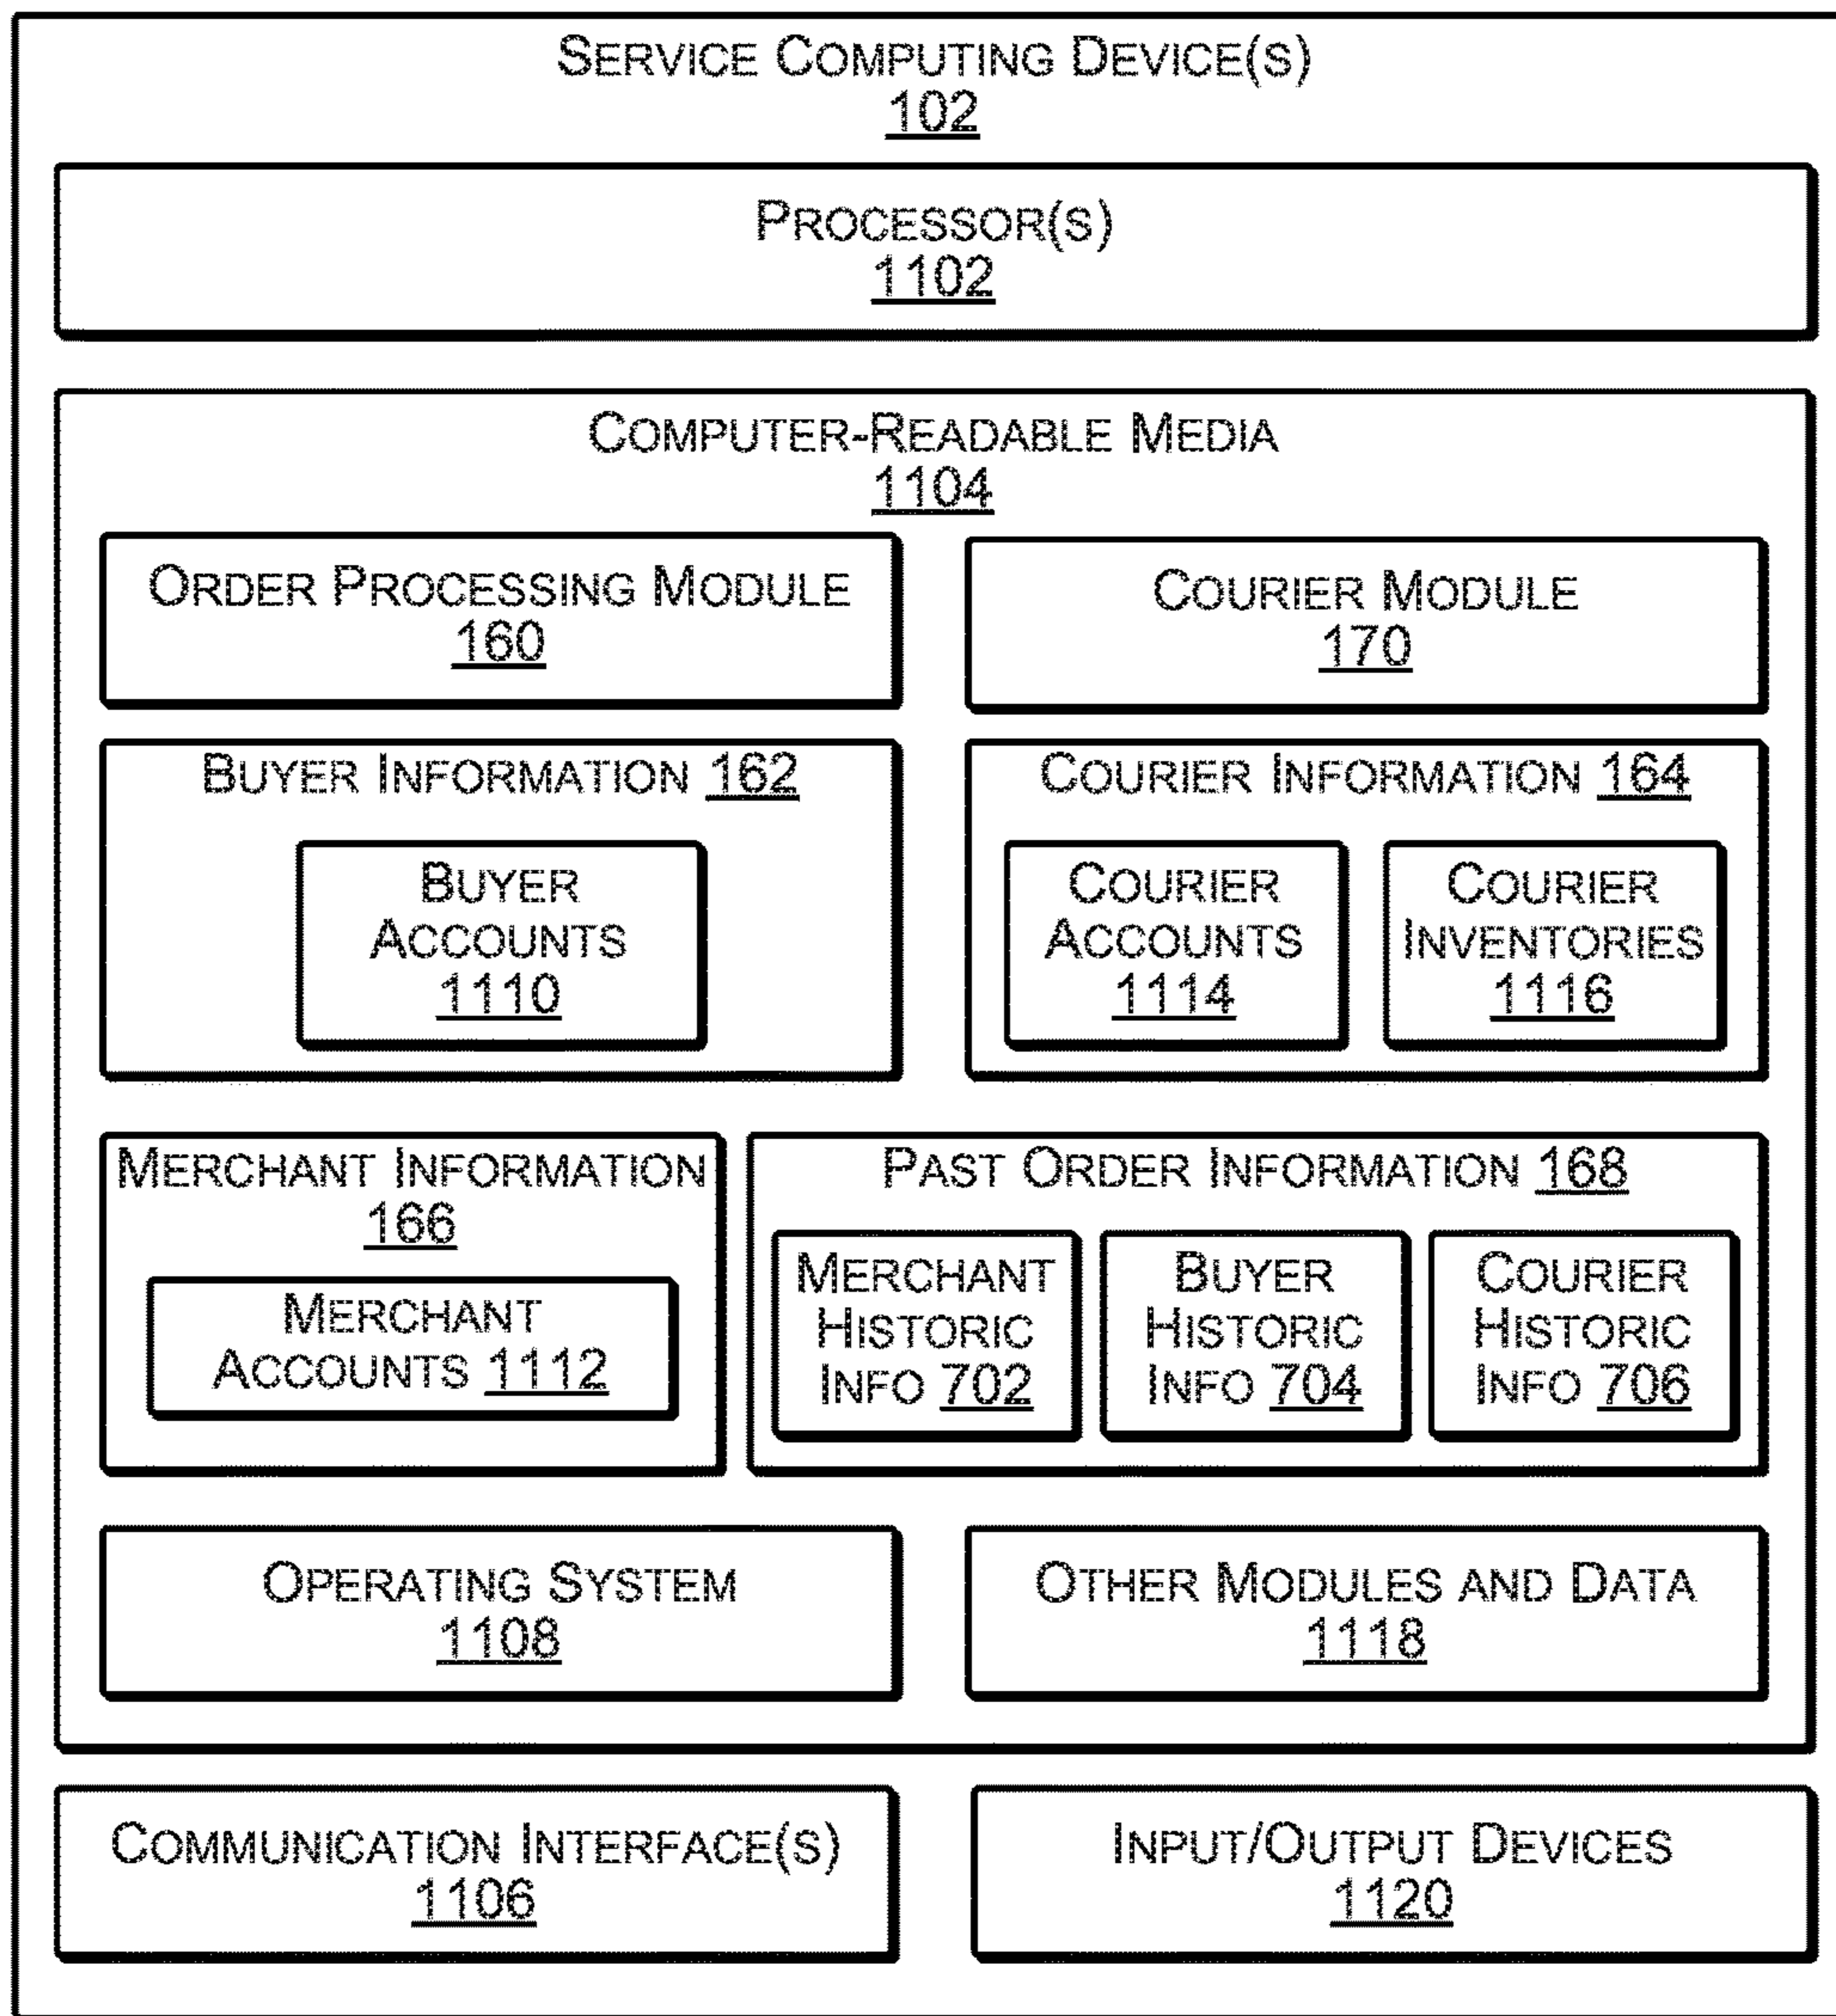 SERVICE COMPUTING DEVICE(S)
102
PROCESSOR(S)
1102
COMPUTER-READABLE MEDIA
1104
ORDER PROCESSING MODULE
160
COURIER MODULE
170
BUYER INFORMATION 162
BUYER
ACCOUNTS
1110
COURIER INFORMATION 164
COURIER
ACCOUNTS
1114
COURIER
INVENTORIES
1116
MERCHANT INFORMATION
166
MERCHANT
ACCOUNTS 1112
PAST ORDER INFORMATION 168
MERCHANT
HISTORIC
INFO 702
BUYER
HISTORIC
INFO 704
COURIER
HISTORIC
INFO 706
OPERATING SYSTEM
1108
OTHER MODULES AND DATA
1118
COMMUNICATION INTERFACE(S)
1106
INPUT/OUTPUT DEVICES
1120